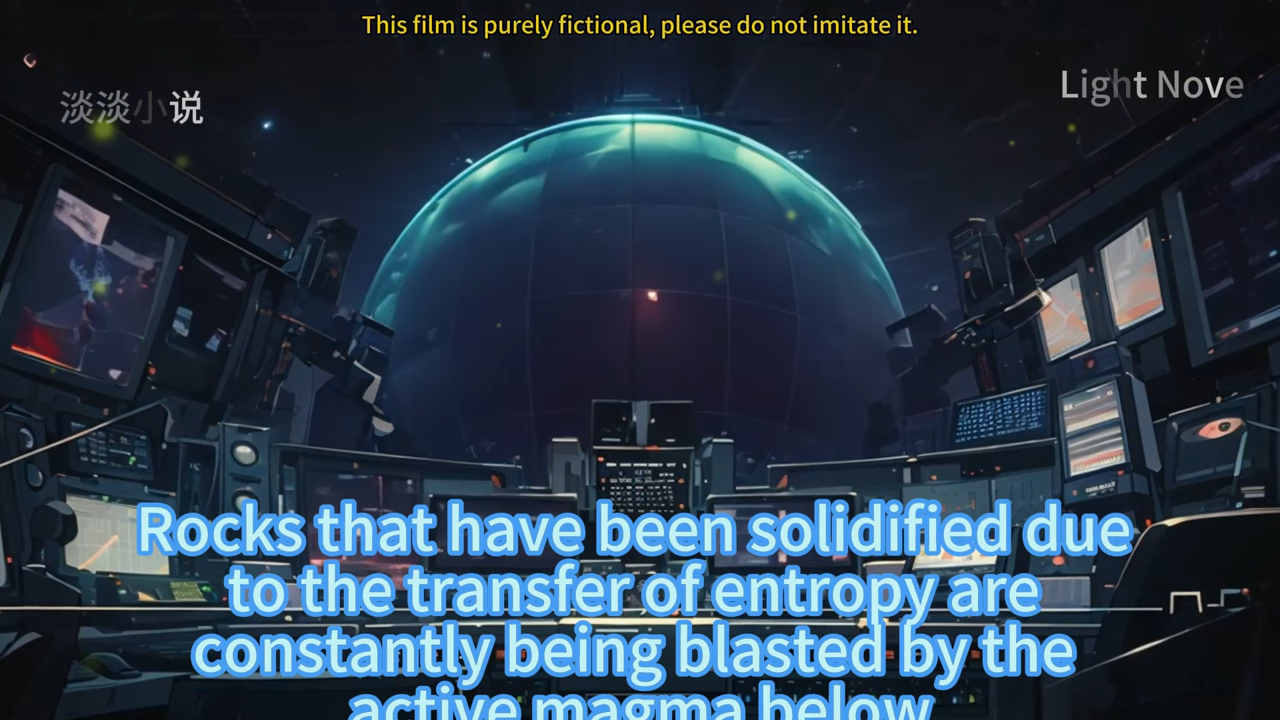 This film is purely fictional, please do not imitate it.
淡淡小说
Light Nove
Rocks that have been solidified due
to the transfer of entropy are
constantly being blasted by the
active magma below